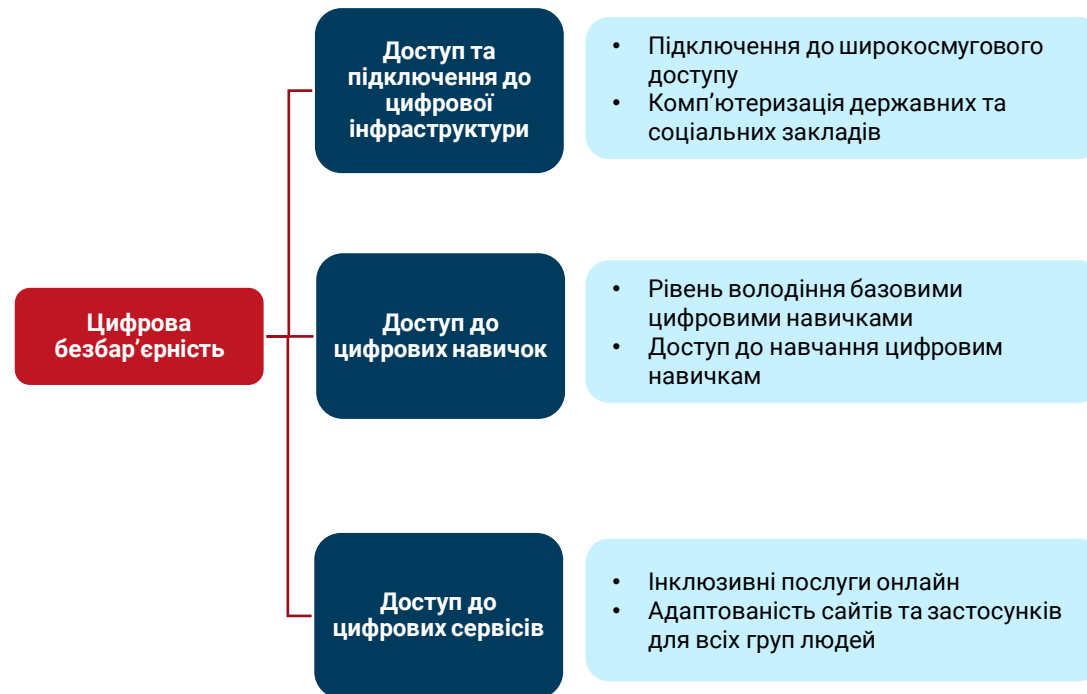 Доступ та
підключення до
цифрової
інфраструктури
• Підключення до широкосмугового
доступу
• Комп’ютеризація державних та
соціальних закладів
Цифрова
безбар’єрність
Доступ до
цифрових навичок
• Рівень володіння базовими
цифровими навичками
• Доступ до навчання цифровим
навичкам
Доступ до
цифрових сервісів
• Інклюзивні послуги онлайн
• Адаптованість сайтів та застосунків
для всіх груп людей